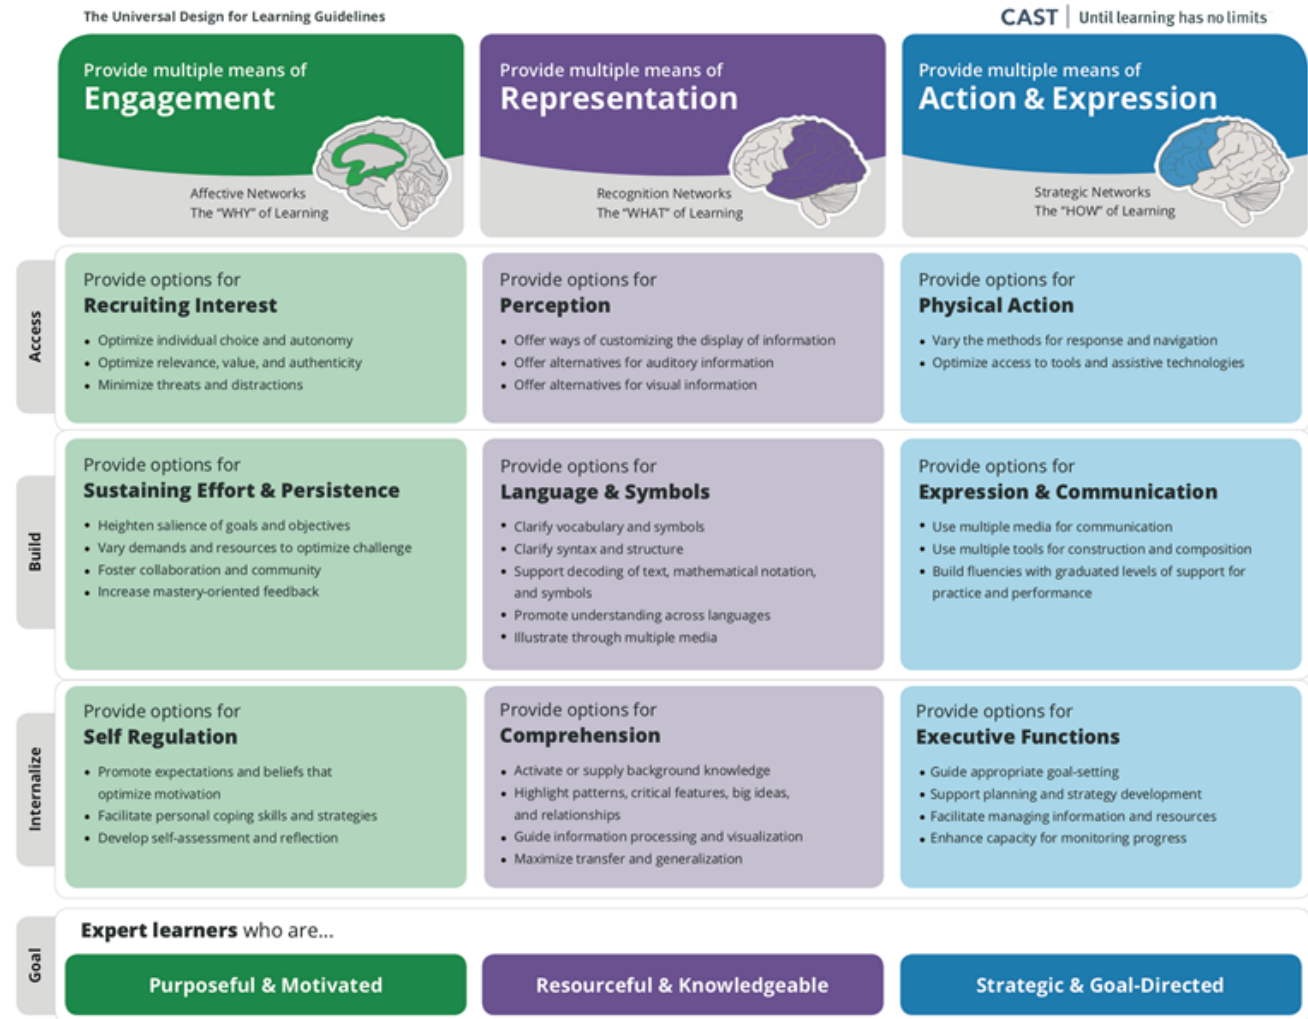 The Universal Design for Learning Guidelines
CAST | Until learning has no limits
Provide multiple means of
Engagement
Affective Networks
The “WHY” of Learning
Provide multiple means of
Representation
Recognition Networks
The “WHAT” of Learning
Provide multiple means of
Action & Expression
Strategic Networks
The “HOW” of Learning
Access
Provide options for
Recruiting Interest
• Optimize individual choice and autonomy
• Optimize relevance, value, and authenticity
• Minimize threats and distractions
Provide options for
Perception
• Offer ways of customizing the display of information
• Offer alternatives for auditory information
• Offer alternatives for visual information
Provide options for
Physical Action
• Vary the methods for response and navigation
• Optimize access to tools and assistive technologies
Build
Provide options for
Sustaining Effort & Persistence
• Heighten salience of goals and objectives
• Vary demands and resources to optimize challenge
• Foster collaboration and community
• Increase mastery-oriented feedback
Provide options for
Language & Symbols
• Clarify vocabulary and symbols
• Clarify syntax and structure
• Support decoding of text, mathematical notation,
and symbols
• Promote understanding across languages
• Illustrate through multiple media
Provide options for
Expression & Communication
• Use multiple media for communication
• Use multiple tools for construction and composition
• Build fluencies with graduated levels of support for
practice and performance
Internalize
Provide options for
Self Regulation
• Promote expectations and beliefs that
optimize motivation
• Facilitate personal coping skills and strategies
• Develop self-assessment and reflection
Provide options for
Comprehension
• Activate or supply background knowledge
• Highlight patterns, critical features, big ideas,
and relationships
• Guide information processing and visualization
• Maximize transfer and generalization
Provide options for
Executive Functions
• Guide appropriate goal-setting
• Support planning and strategy development
• Facilitate managing information and resources
• Enhance capacity for monitoring progress
Goal
Expert learners who are...
Purposeful & Motivated
Resourceful & Knowledgeable
Strategic & Goal-Directed